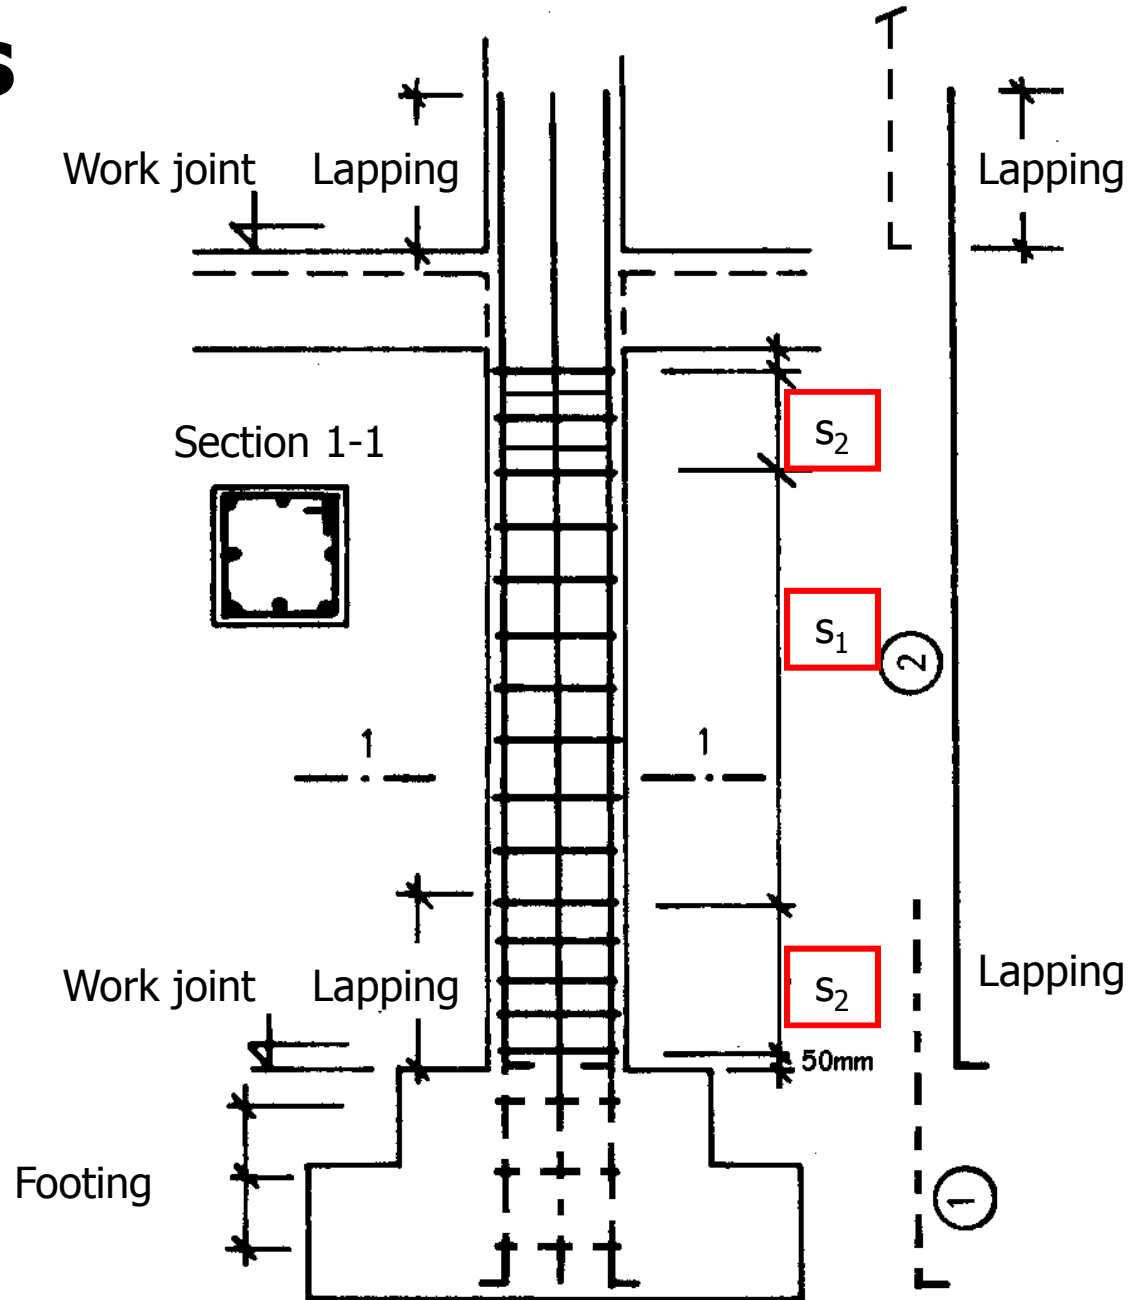 s
Work joint
Lapping
Lapping
s₂
Section 1-1
s₁
2
1
1
Work joint
Lapping
s₂
Lapping
50mm
Footing
1